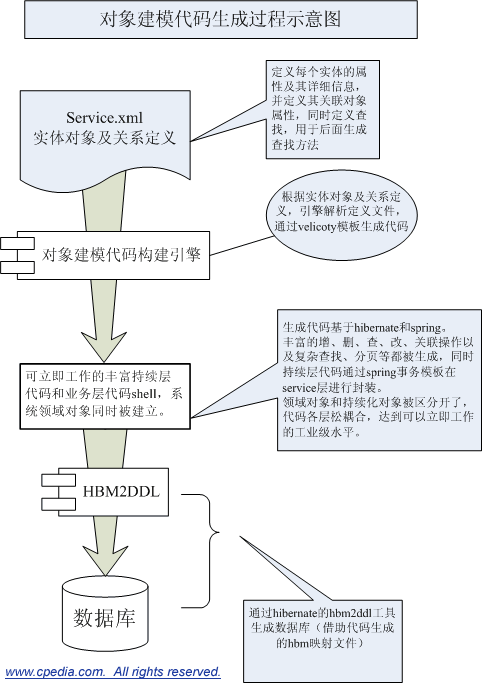 对象建模代码生成过程示意图
定义每个实体的属
性及其详细信息，
并定义其关联对象
属性，同时定义查
找，用于后面生成
查找方法
Service.xml
实体对象及关系定义
根据实体对象及关系定
义，引擎解析定义文件，
通过velicoty模板生成代码
对象建模代码构建引擎
生成代码基于hibernate和spring。
丰富的增、删、查、改、关联操作以
及复杂查找、分页等都被生成，同时
持续层代码通过spring事务模板在
service层进行封装。
领域对象和持续化对象被区分开了，
代码各层松耦合，达到可以立即工作
的工业级水平。
可立即工作的丰富持续层
代码和业务层代码shell，系
统领域对象同时被建立。
HBM2DDL
数据库
通过hibernate的hbm2ddl工具
生成数据库（借助代码生成
的hbm映射文件）
www.cpedia.com. All rights reserved.